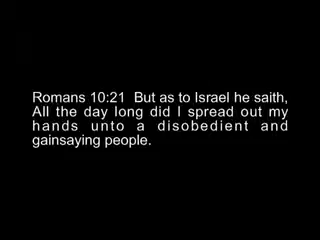 Romans 10:21 But as to Israel he saith,
All the day long did I spread out my
hands unto a disobedient and
gainsaying people.